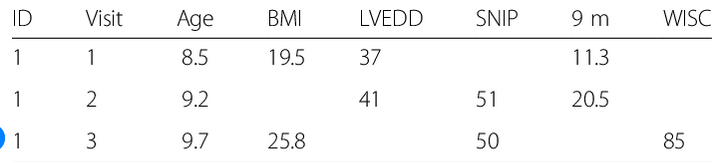 ID Visit Age BMI LVEDD SNIP 9 m WISC
1 1 8.5 19.5 37 11.3
1 2 9.2 41 51 20.5
1 3 9.7 25.8 50 85